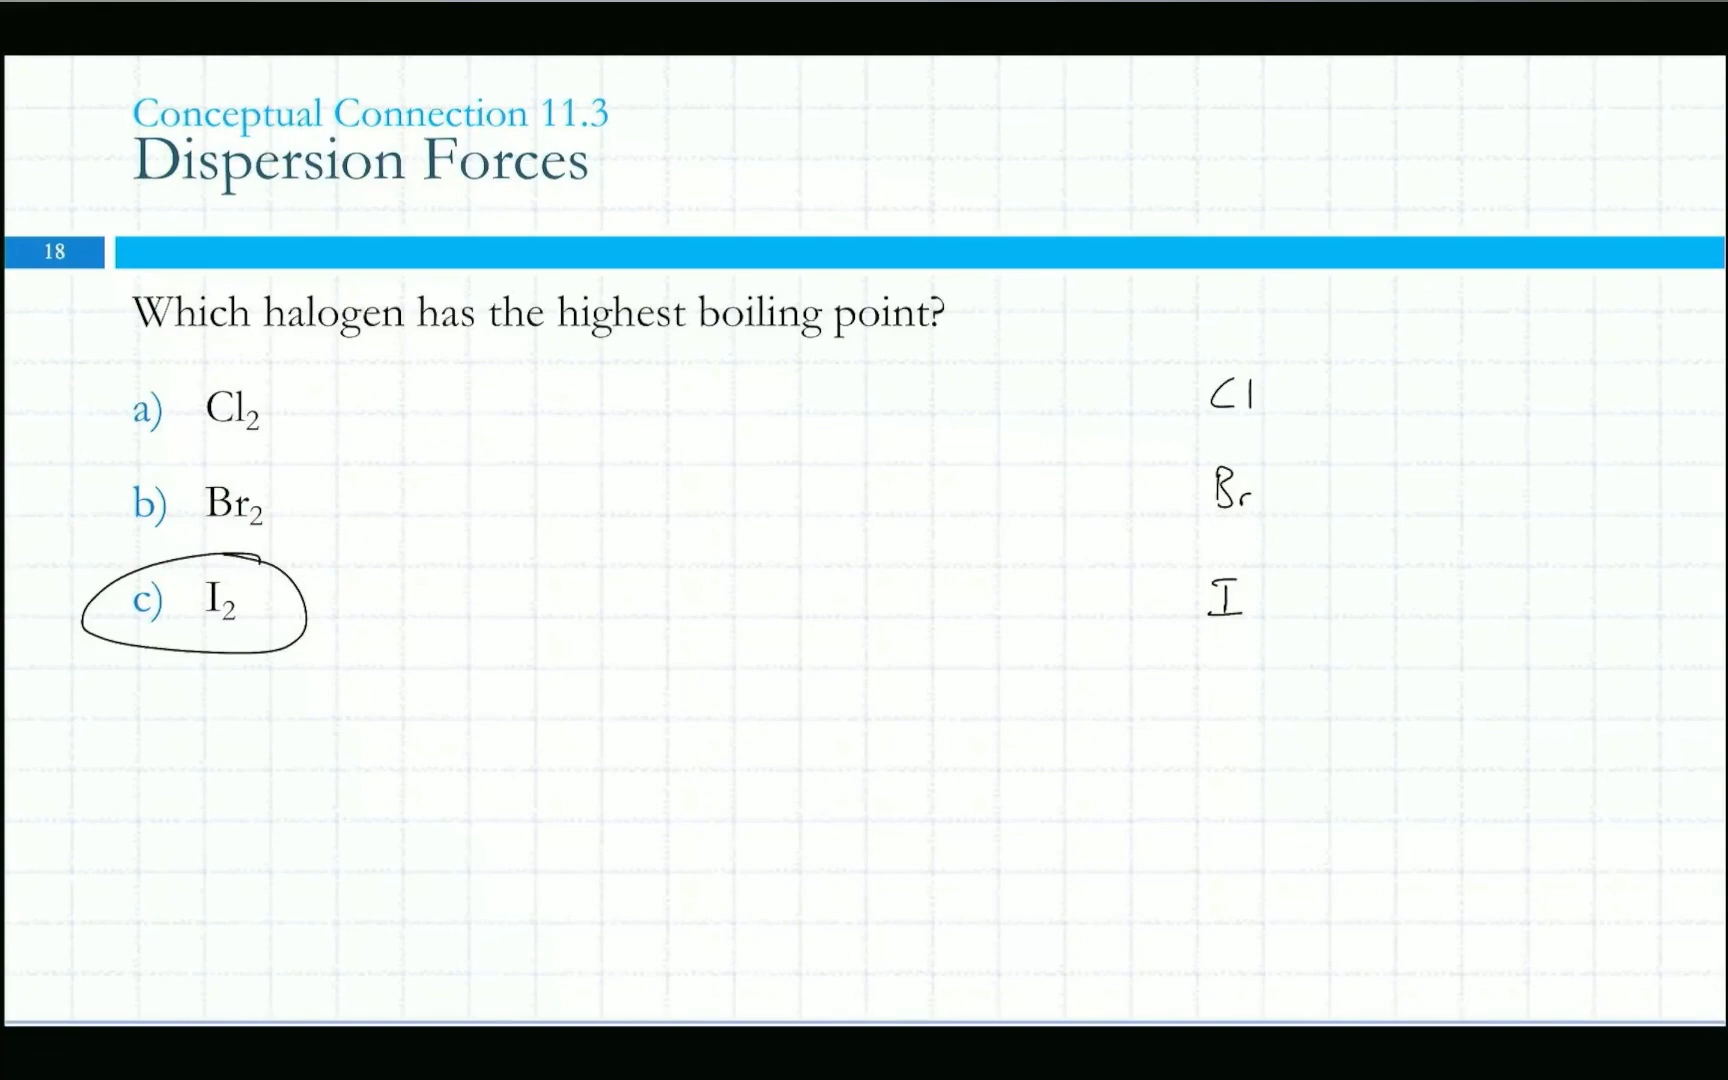 Conceptual Connection 11.3
Dispersion Forces
18
Which halogen has the highest boiling point?
a) Cl₂
b) Br₂
c) I₂
Cl
Br
I